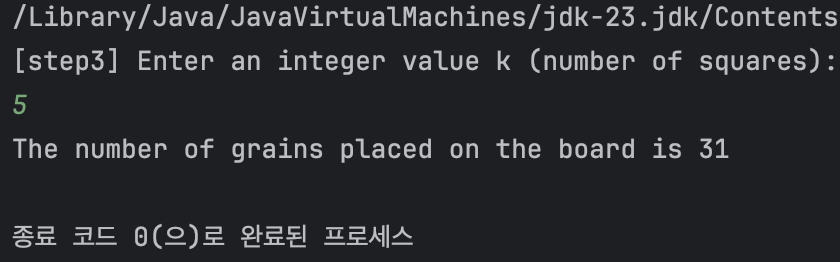 /Library/Java/JavaVirtualMachines/jdk-23.jdk/Contents
[step3] Enter an integer value k (number of squares):
5
The number of grains placed on the board is 31
종료 코드 0(으)로 완료된 프로세스